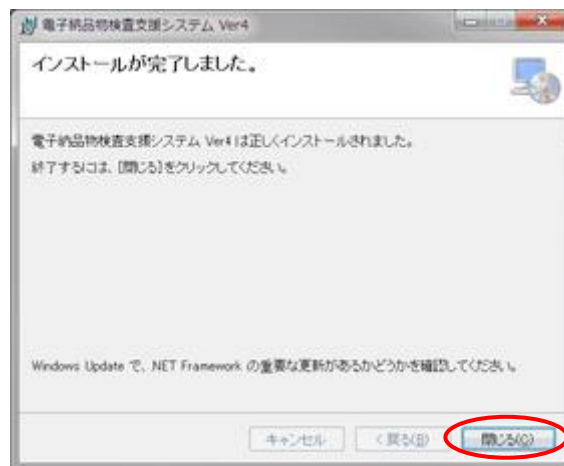 電子納品物検査支援システム Ver4
インストールが完了しました。
電子納品物検査支援システム Ver4 は正しくインストールされました。
終了するには、[閉じる]をクリックしてください。
Windows Update で、.NET Framework の重要な更新があるかどうかを確認してください。
キャンセル
< 戻る(B)
閉じる(C)